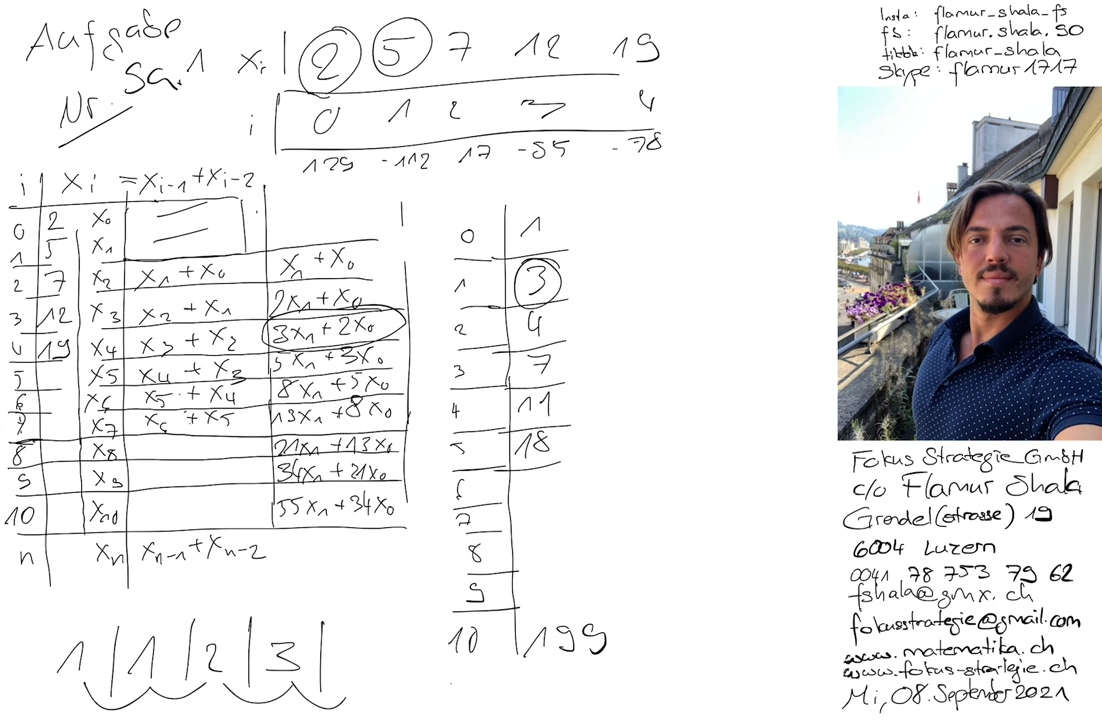 Aufgabe
5a.1
Nr.
xi | 2 5 7 12 19
i | 0 1 2 3 4
129 -112 17 -95 -78
i | xi = xi-1 + xi-2
0 | 2 | x0
1 | 5 | x1
2 | 7 | x2 | x1 + x0 | x1 + x0
3 | 12 | x3 | x2 + x1 | 2x1 + x0
4 | 19 | x4 | x3 + x2 | 3x1 + 2x0
5 | x5 | x4 + x3 | 5x1 + 3x0
6 | x6 | x5 + x4 | 8x1 + 5x0
7 | x7 | x6 + x5 | 13x1 + 8x0
8 | x8 | 21x1 + 13x0
9 | x9 | 34x1 + 21x0
10 | x10 | 55x1 + 34x0
n | xn | xn-1 + xn-2
1 | 1 | 2 | 3 |
0 | 1
1 | 3
2 | 4
3 | 7
4 | 11
5 | 18
6
7
8
9
10 | 199
Insta: flamur_shala_fs
fb: flamur.shala.90
tiktok: flamur_shala
Skype: flamur1717
Fokus Strategie GmbH
c/o Flamur Shala
Grendel(strasse) 19
6004 Luzern
0041 78 753 79 62
fshala@gmx.ch
fokusstrategie@gmail.com
www.matematika.ch
www.fokus-strategie.ch
Mi, 08. September 2021